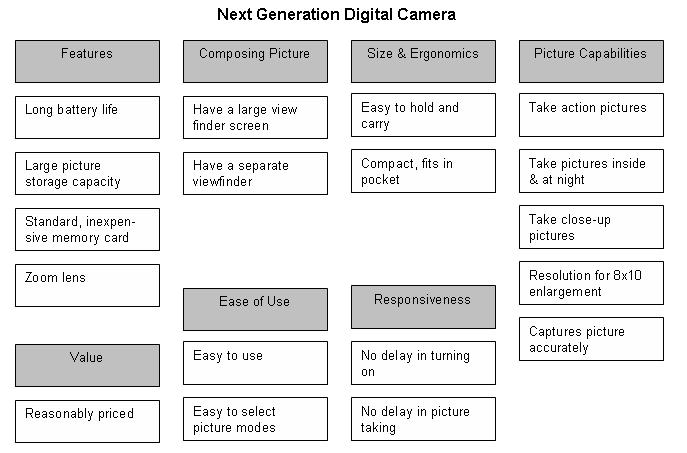 Next Generation Digital Camera
Features
Long battery life
Large picture
storage capacity
Standard, inexpen-
sive memory card
Zoom lens
Value
Reasonably priced
Composing Picture
Have a large view
finder screen
Have a separate
viewfinder
Ease of Use
Easy to use
Easy to select
picture modes
Size & Ergonomics
Easy to hold and
carry
Compact, fits in
pocket
Responsiveness
No delay in turning
on
No delay in picture
taking
Picture Capabilities
Take action pictures
Take pictures inside
& at night
Take close-up
pictures
Resolution for 8x10
enlargement
Captures picture
accurately